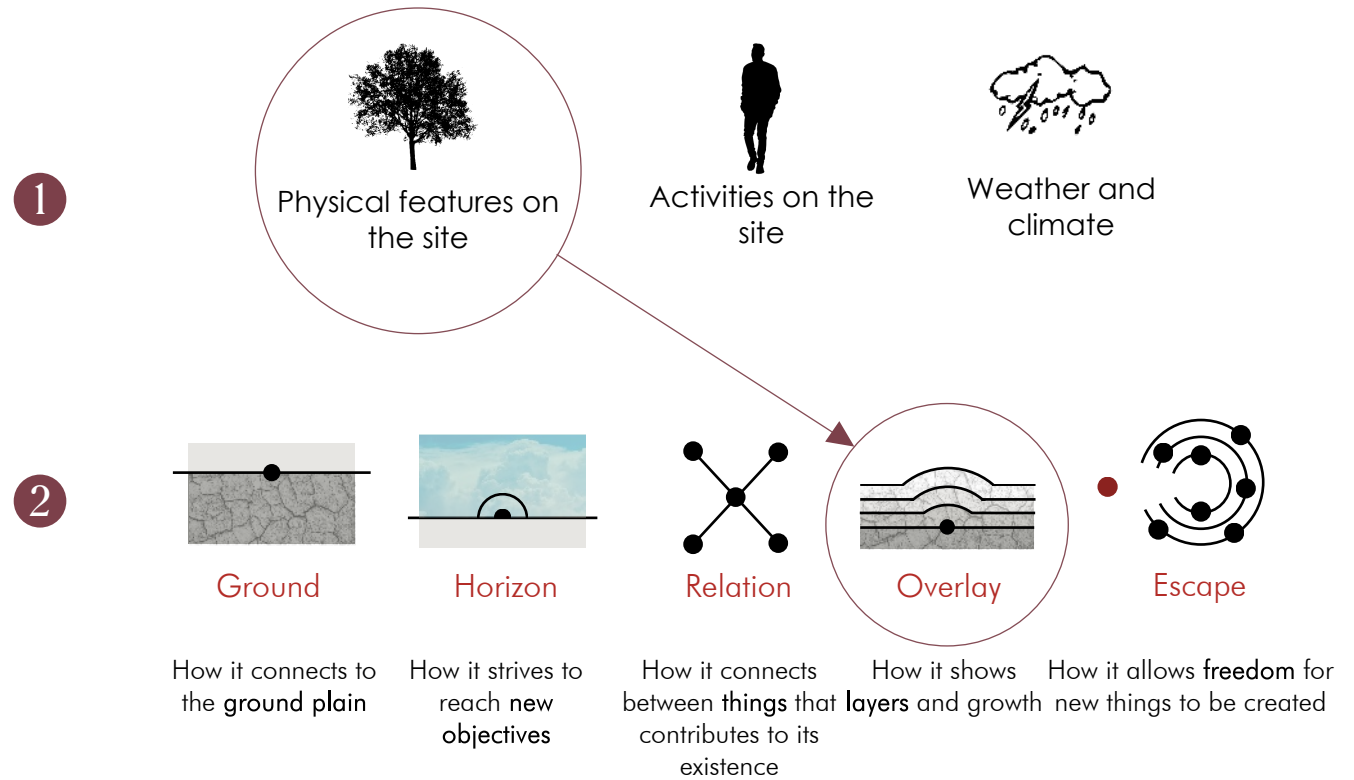 1
Physical features on
the site
Activities on the
site
Weather and
climate
2
Ground
Horizon
Relation
Overlay
Escape
How it connects to
the ground plain
How it strives to
reach new
objectives
How it connects
between things that
contributes to its
existence
How it shows
layers and growth
How it allows freedom for
new things to be created